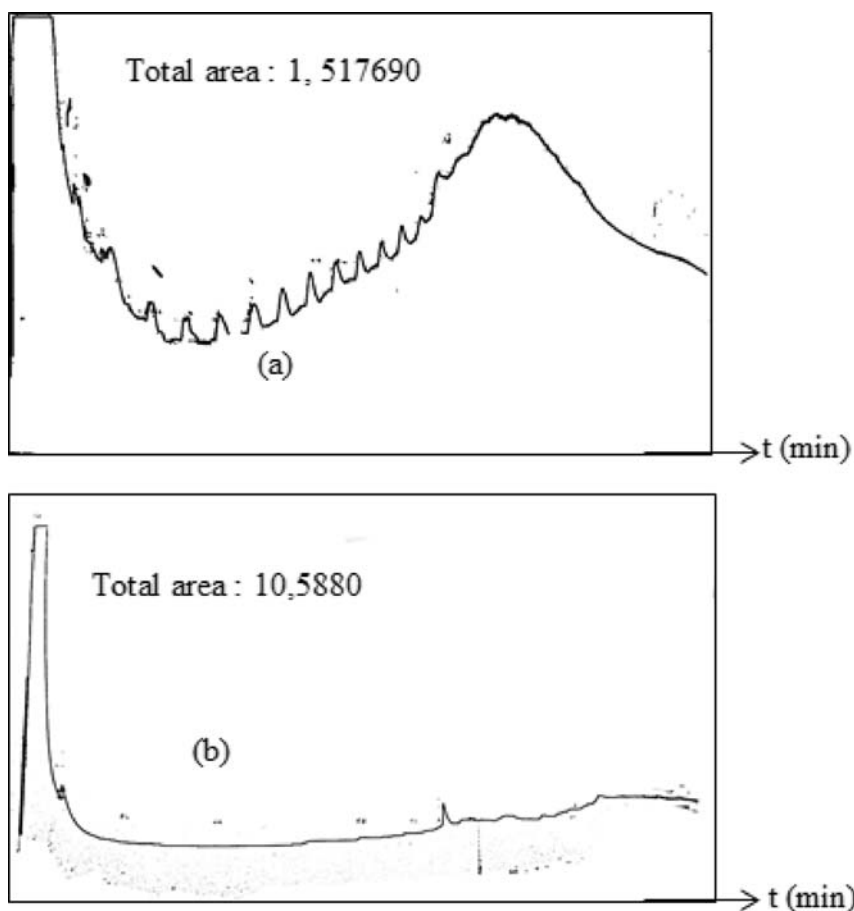 Total area : 1, 517690
(a)
t (min)
Total area : 10,5880
(b)
t (min)